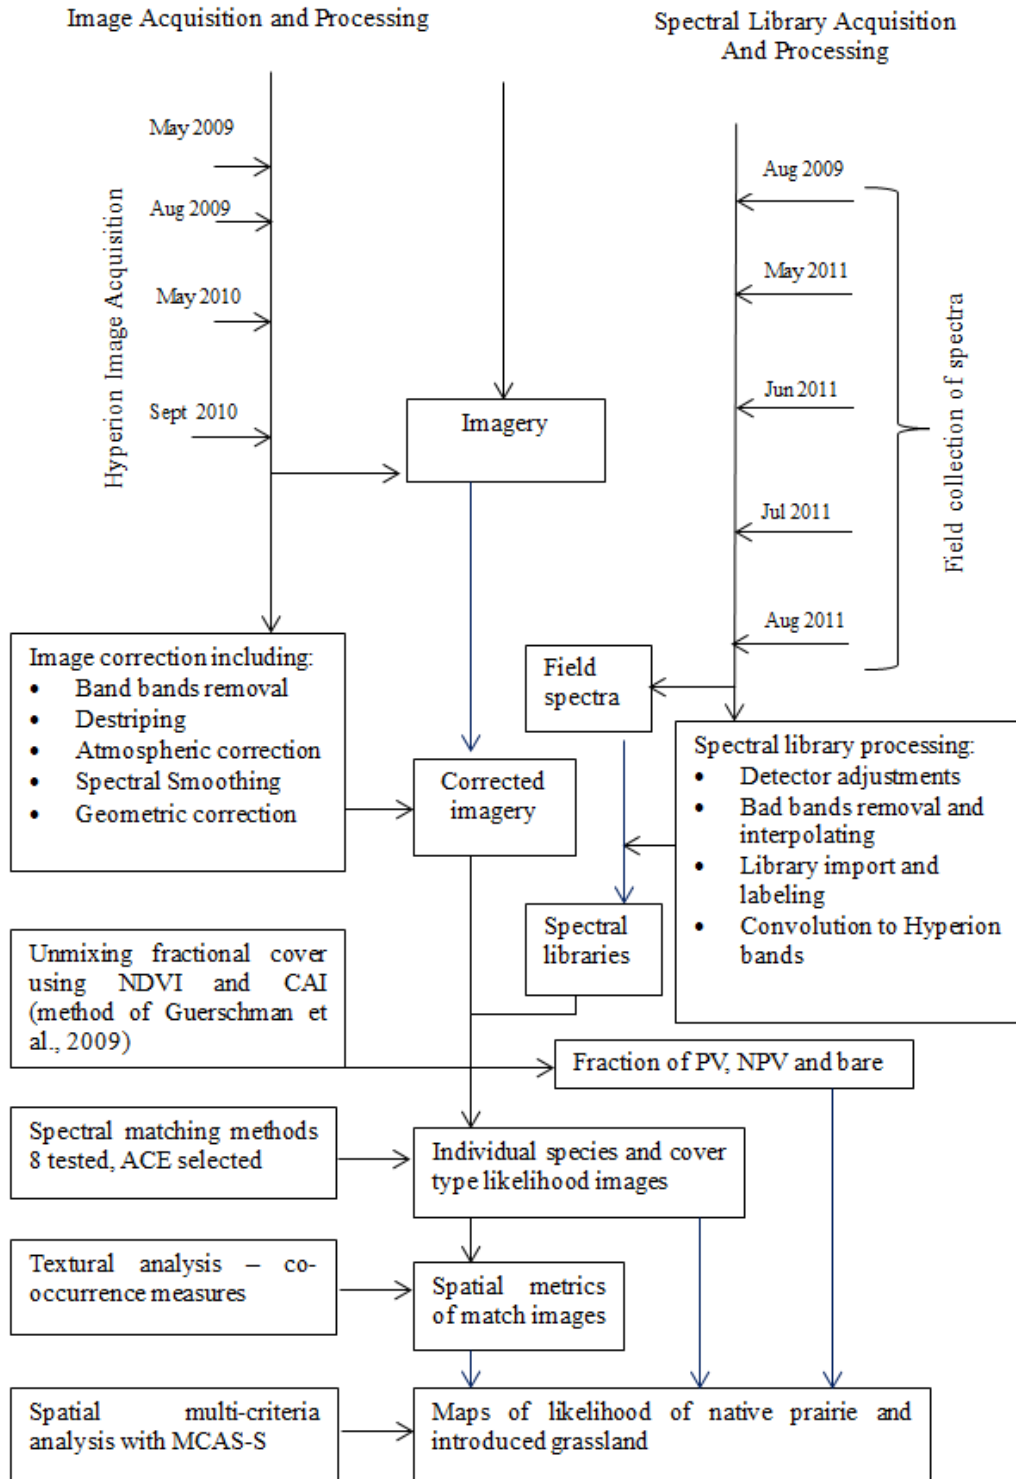 Image Acquisition and Processing
Spectral Library Acquisition
And Processing
May 2009
Aug 2009
May 2010
Sept 2010
Hyperion Image Acquisition
Imagery
Aug 2009
May 2011
Jun 2011
Jul 2011
Aug 2011
Field collection of spectra
Image correction including:
• Band bands removal
• Destriping
• Atmospheric correction
• Spectral Smoothing
• Geometric correction
Field
spectra
Corrected
imagery
Spectral library processing:
• Detector adjustments
• Bad bands removal and
interpolating
• Library import and
labeling
• Convolution to Hyperion
bands
Spectral
libraries
Unmixing fractional cover
using NDVI and CAI
(method of Guerschman et
al., 2009)
Fraction of PV, NPV and bare
Spectral matching methods
8 tested, ACE selected
Individual species and cover
type likelihood images
Textural analysis – co-
occurrence measures
Spatial metrics
of match images
Spatial multi-criteria
analysis with MCAS-S
Maps of likelihood of native prairie and
introduced grassland